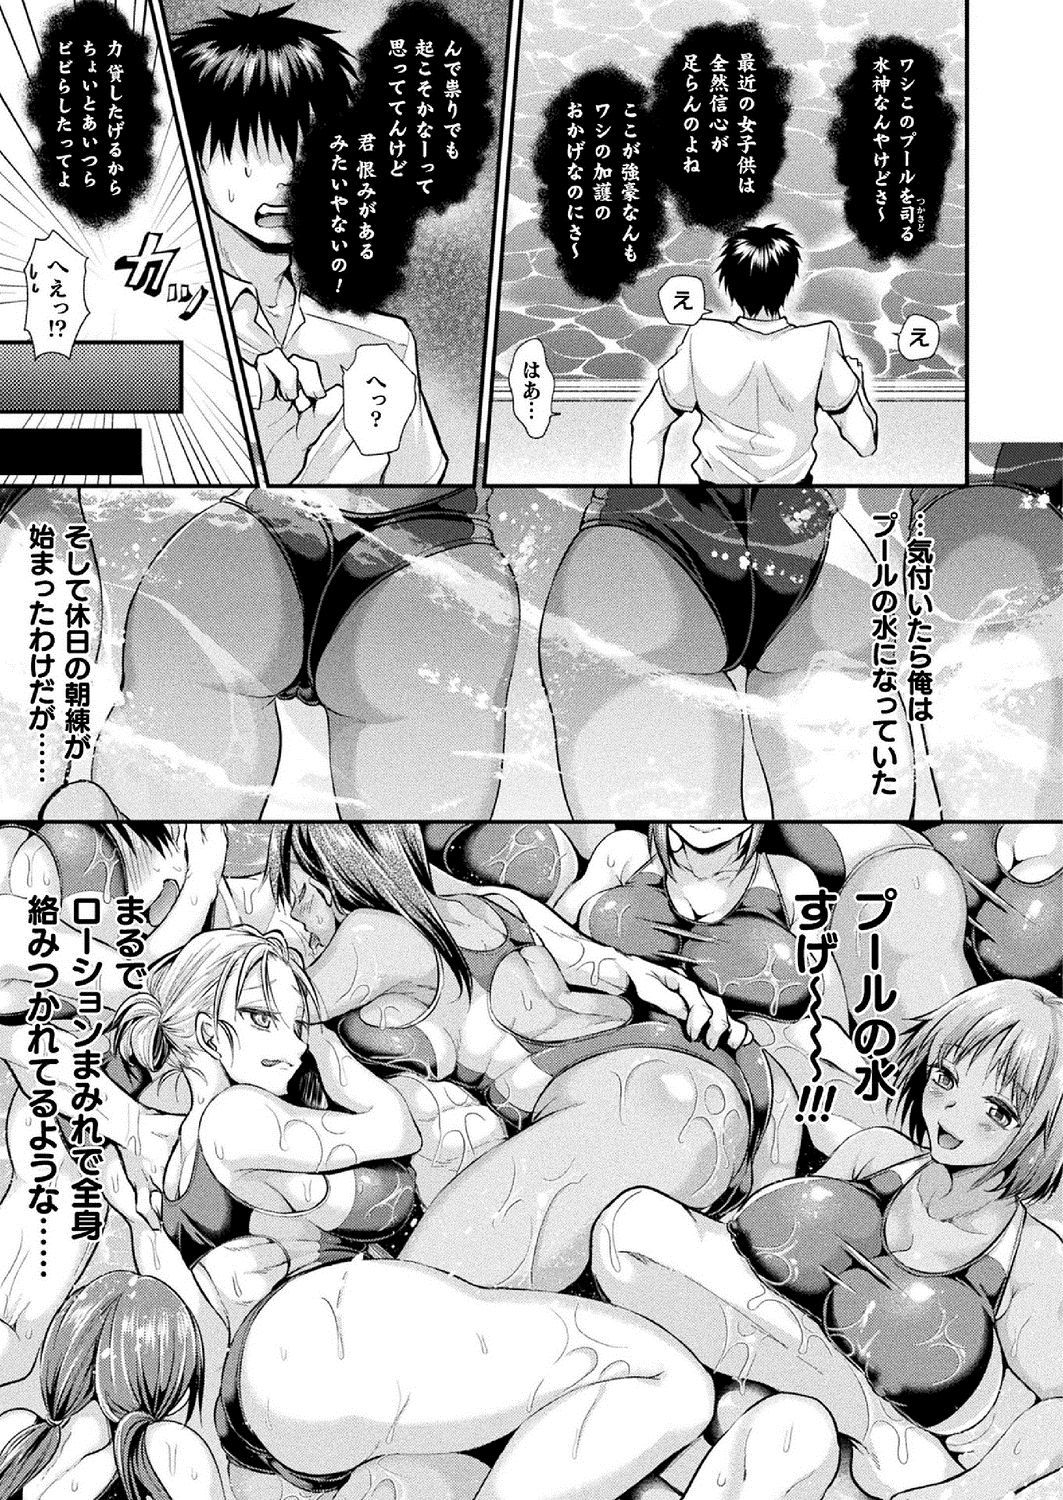 ワシこのプールを司る
つかさど
水神なんやけどさ〜
最近の女子供は
全然信心が
足らんのよね
ここが強豪なんも
ワシの加護の
おかげなのにさ〜
え
え
はあ…
んで祟りでも
起こそかなーって
思っててんけど
君 恨みがある
みたいやないの！
へっ？
力 貸したげるから
ちょいとあいつら
ビビらしたってよ
カッ
へえっ!?
…気付いたら俺は
プールの水になっていた
そして休日の朝練が
始まったわけだが……
プールの水
すげ〜〜〜!!!
まるで
ローションまみれで全身
絡みつかれてるような……